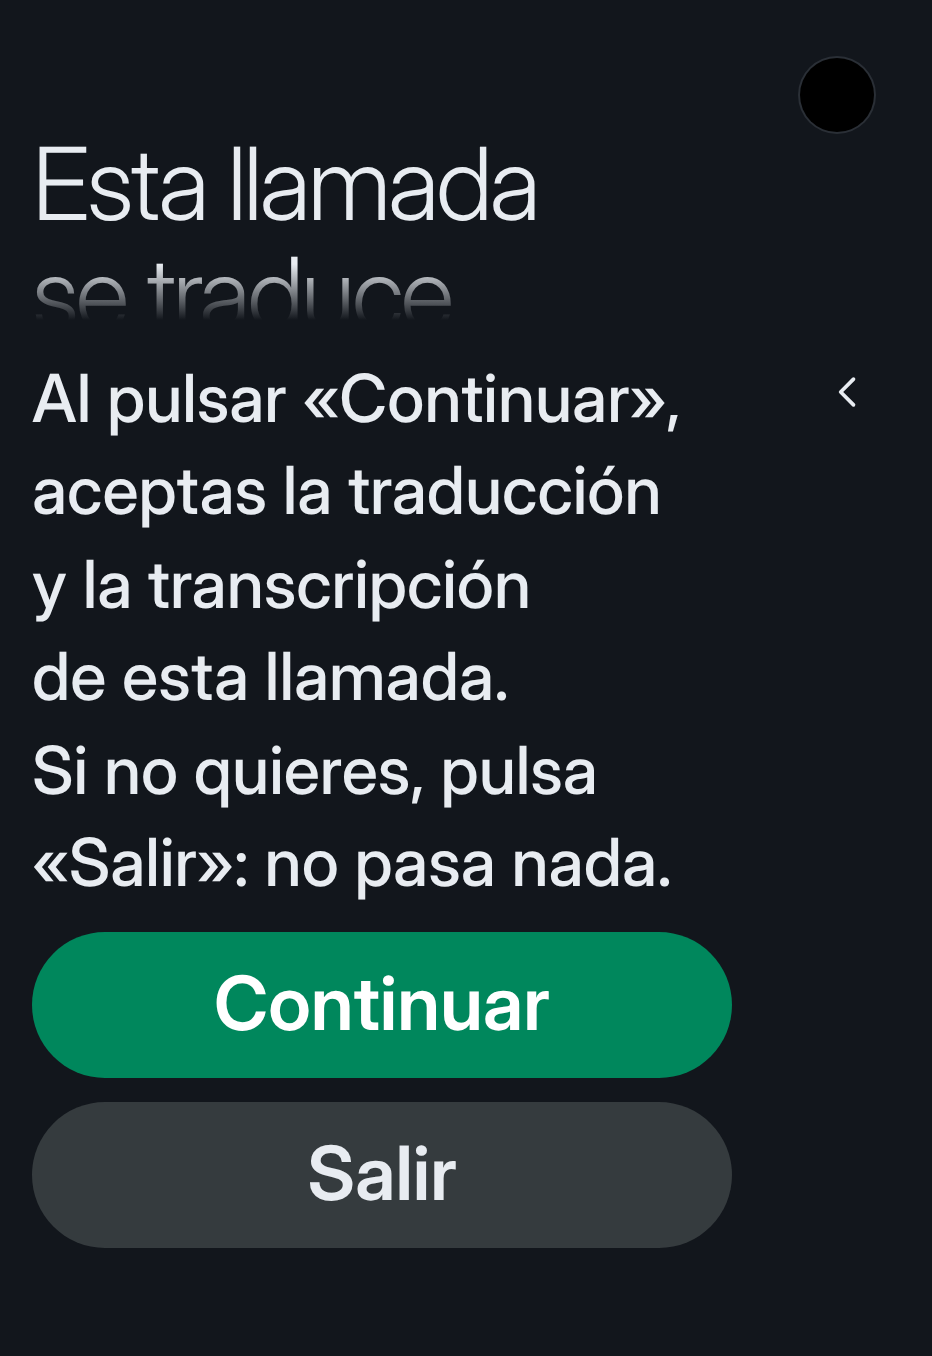 Esta llamada
se traduce
Al pulsar «Continuar»,
aceptas la traducción
y la transcripción
de esta llamada.
Si no quieres, pulsa
«Salir»: no pasa nada.
Continuar
Salir